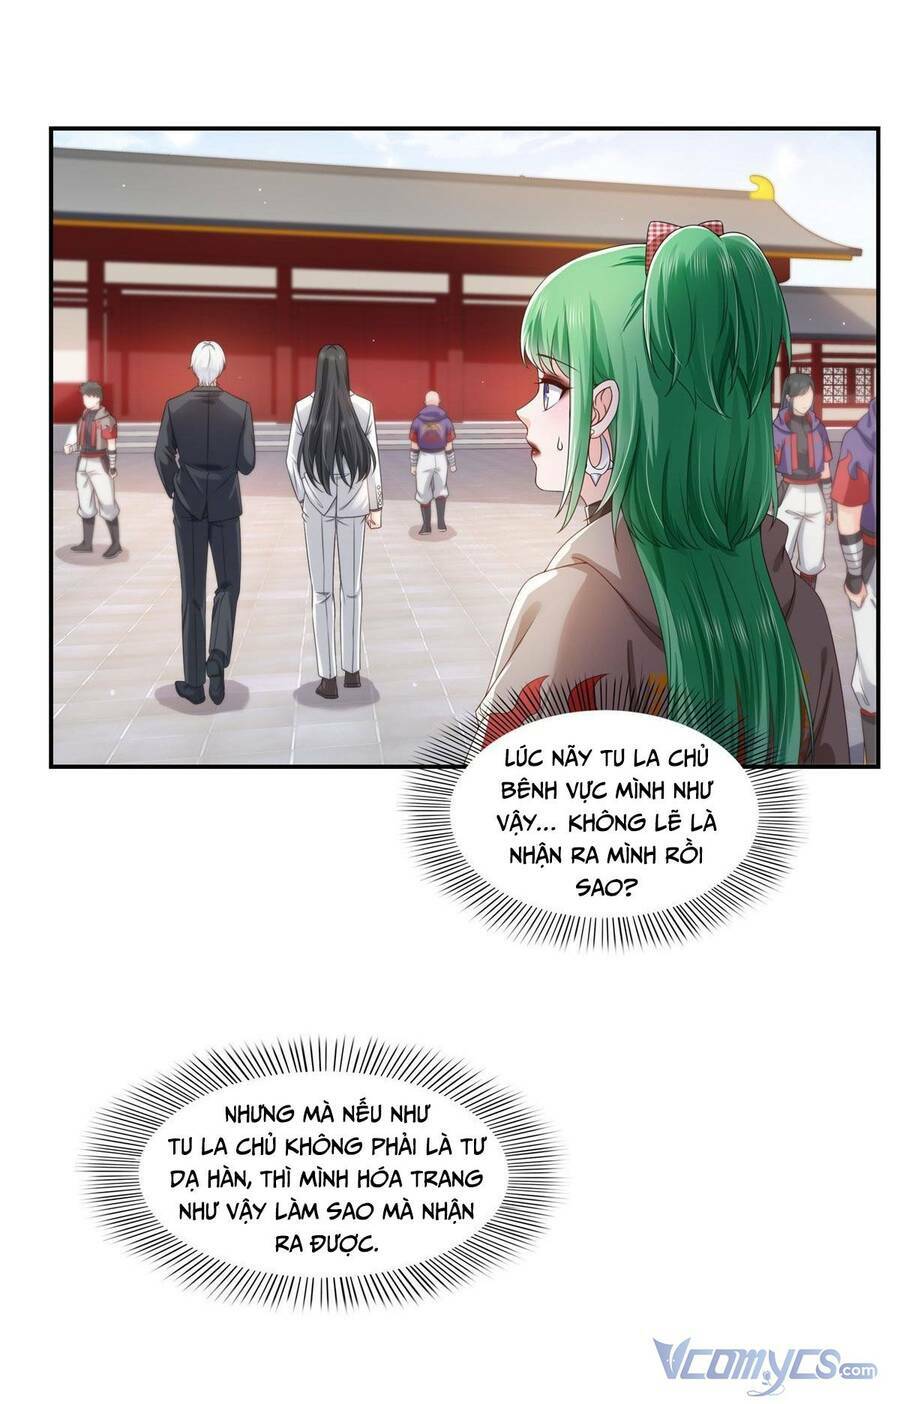 LÚC NÃY TU LA CHỦ
BÊNH VỰC MÌNH NHƯ
VẬY... KHÔNG LẼ LÀ
NHẬN RA MÌNH RỒI
SAO?
NHƯNG MÀ NẾU NHƯ
TU LA CHỦ KHÔNG PHẢI LÀ TƯ
DẠ HÀN, THÌ MÌNH HÓA TRANG
NHƯ VẬY LÀM SAO MÀ NHẬN
RA ĐƯỢC.
VCOMYCS.com